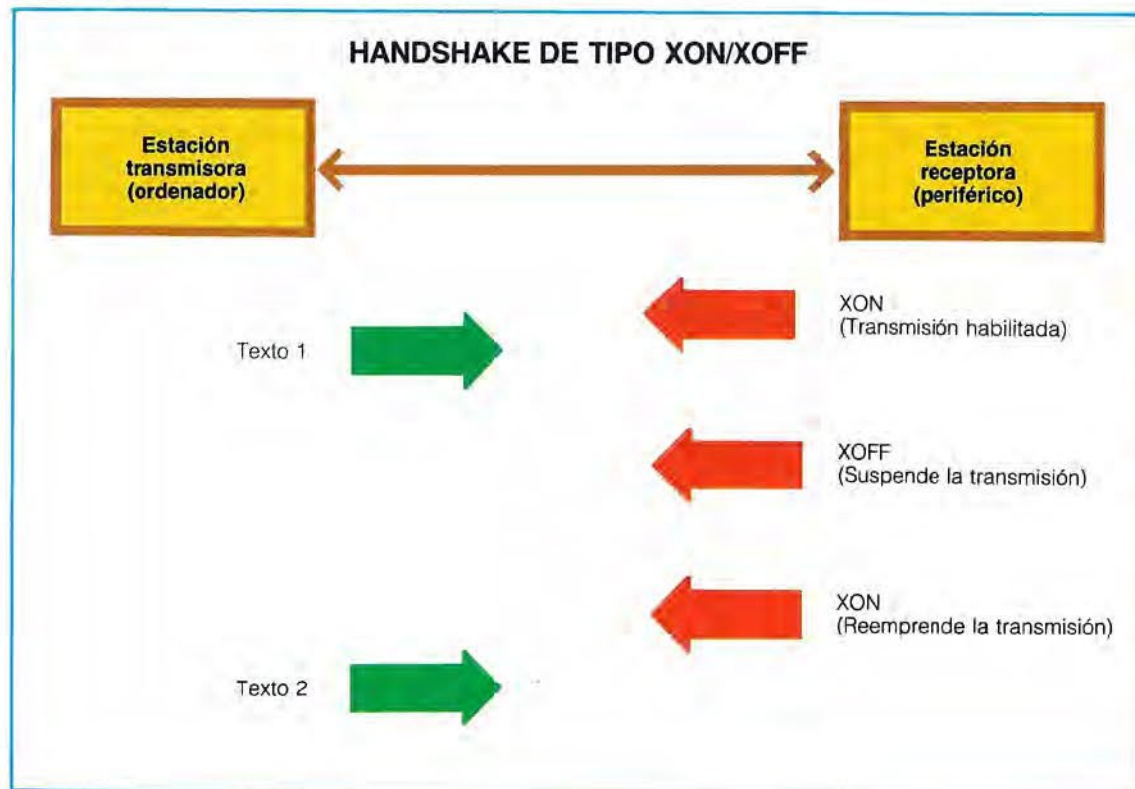 HANDSHAKE DE TIPO XON/XOFF
Estación
transmisora
(ordenador)
Estación
receptora
(periférico)
XON
(Transmisión habilitada)
Texto 1
XOFF
(Suspende la transmisión)
XON
(Reemprende la transmisión)
Texto 2